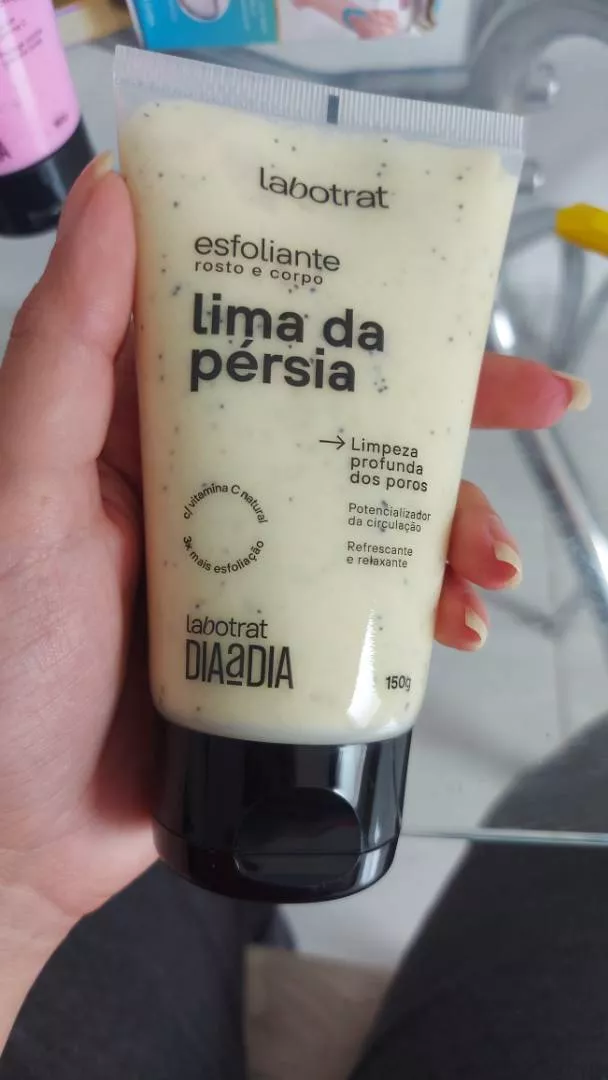 labotrat
esfoliante
rosto e corpo
lima da
pérsia
→Limpeza
profunda
dos poros
Potencializador
da circulação
Refrescante
e relaxante
c/ vitamina C natural
3x mais esfoliação
labotrat
DIAaDIA
150g